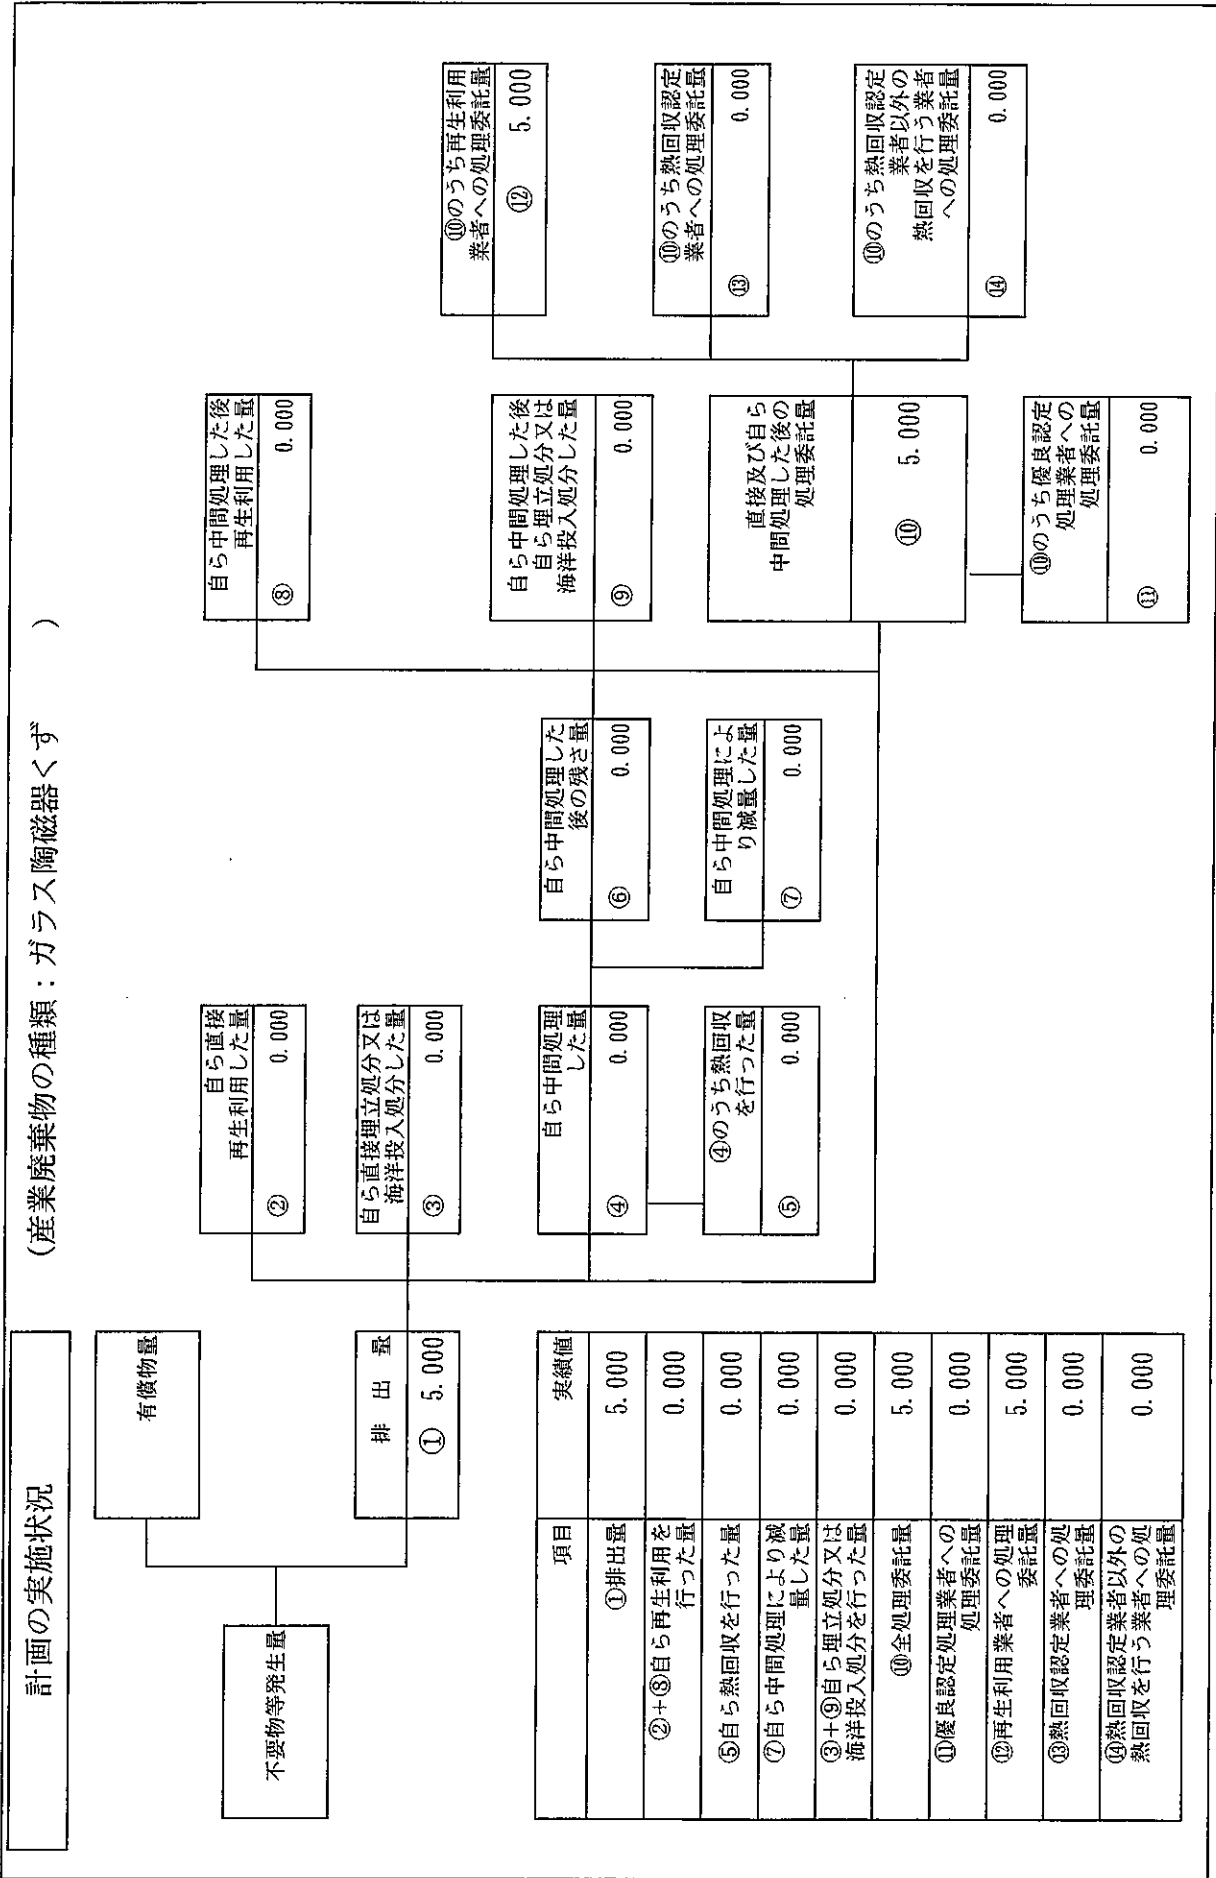 計画の実施状況
(産業廃棄物の種類：ガラス陶磁器くず　　　)
不要物等発生量
有償物量
排 出 量
① 5.000
自ら直接
再生利用した量
② 0.000
自ら直接埋立処分又は
海洋投入処分した量
③ 0.000
自ら中間処理
した量
④ 0.000
④のうち熱回収
を行った量
⑤ 0.000
自ら中間処理した
後の残さ量
⑥ 0.000
自ら中間処理によ
り減量した量
⑦ 0.000
自ら中間処理した後
再生利用した量
⑧ 0.000
自ら中間処理した後
自ら埋立処分又は
海洋投入処分した量
⑨ 0.000
直接及び自ら
中間処理した後の
処理委託量
⑩ 5.000
⑩のうち優良認定
処理業者への
処理委託量
⑪ 0.000
⑩のうち再生利用
業者への処理委託量
⑫ 5.000
⑩のうち熱回収認定
業者への処理委託量
⑬ 0.000
⑩のうち熱回収認定
業者以外の
熱回収を行う業者
への処理委託量
⑭ 0.000
項目 実績値
①排出量 5.000
②+⑧自ら再生利用を
行った量 0.000
⑤自ら熱回収を行った量 0.000
⑦自ら中間処理により減
量した量 0.000
③+⑨自ら埋立処分又は
海洋投入処分を行った量 0.000
⑩全処理委託量 5.000
⑪優良認定処理業者への
処理委託量 0.000
⑫再生利用業者への処理
委託量 5.000
⑬熱回収認定業者への処
理委託量 0.000
⑭熱回収認定業者以外の
熱回収を行う業者への処
理委託量 0.000